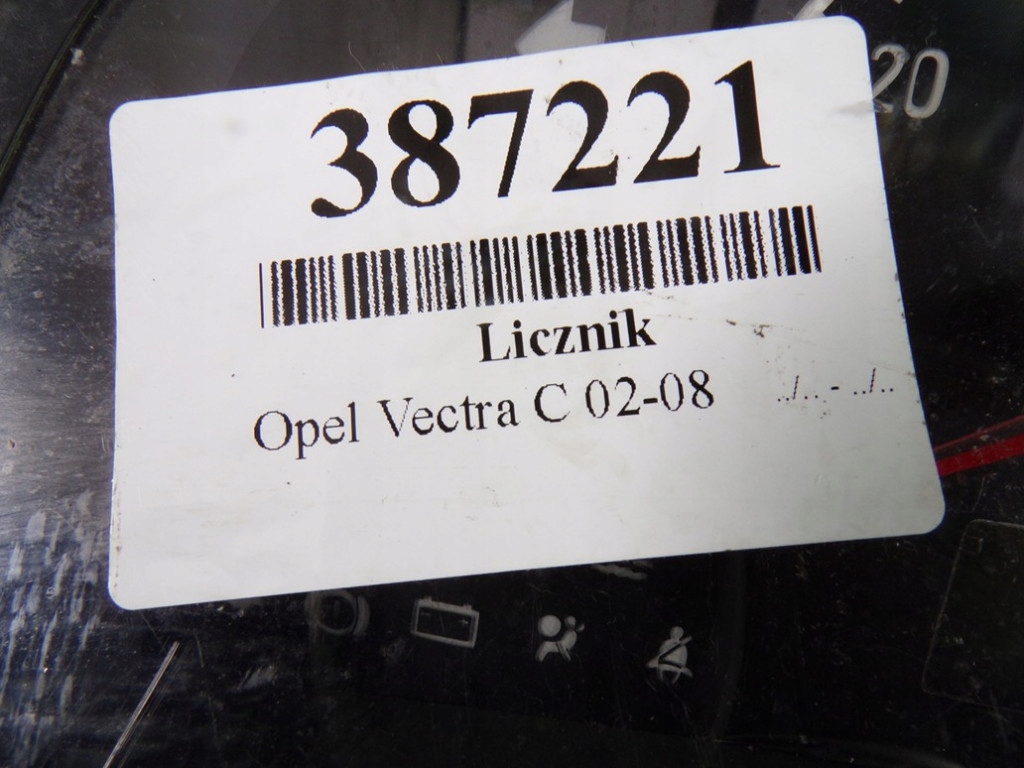 20
387221
Licznik
Opel Vectra C 02-08 ../.. - ../..